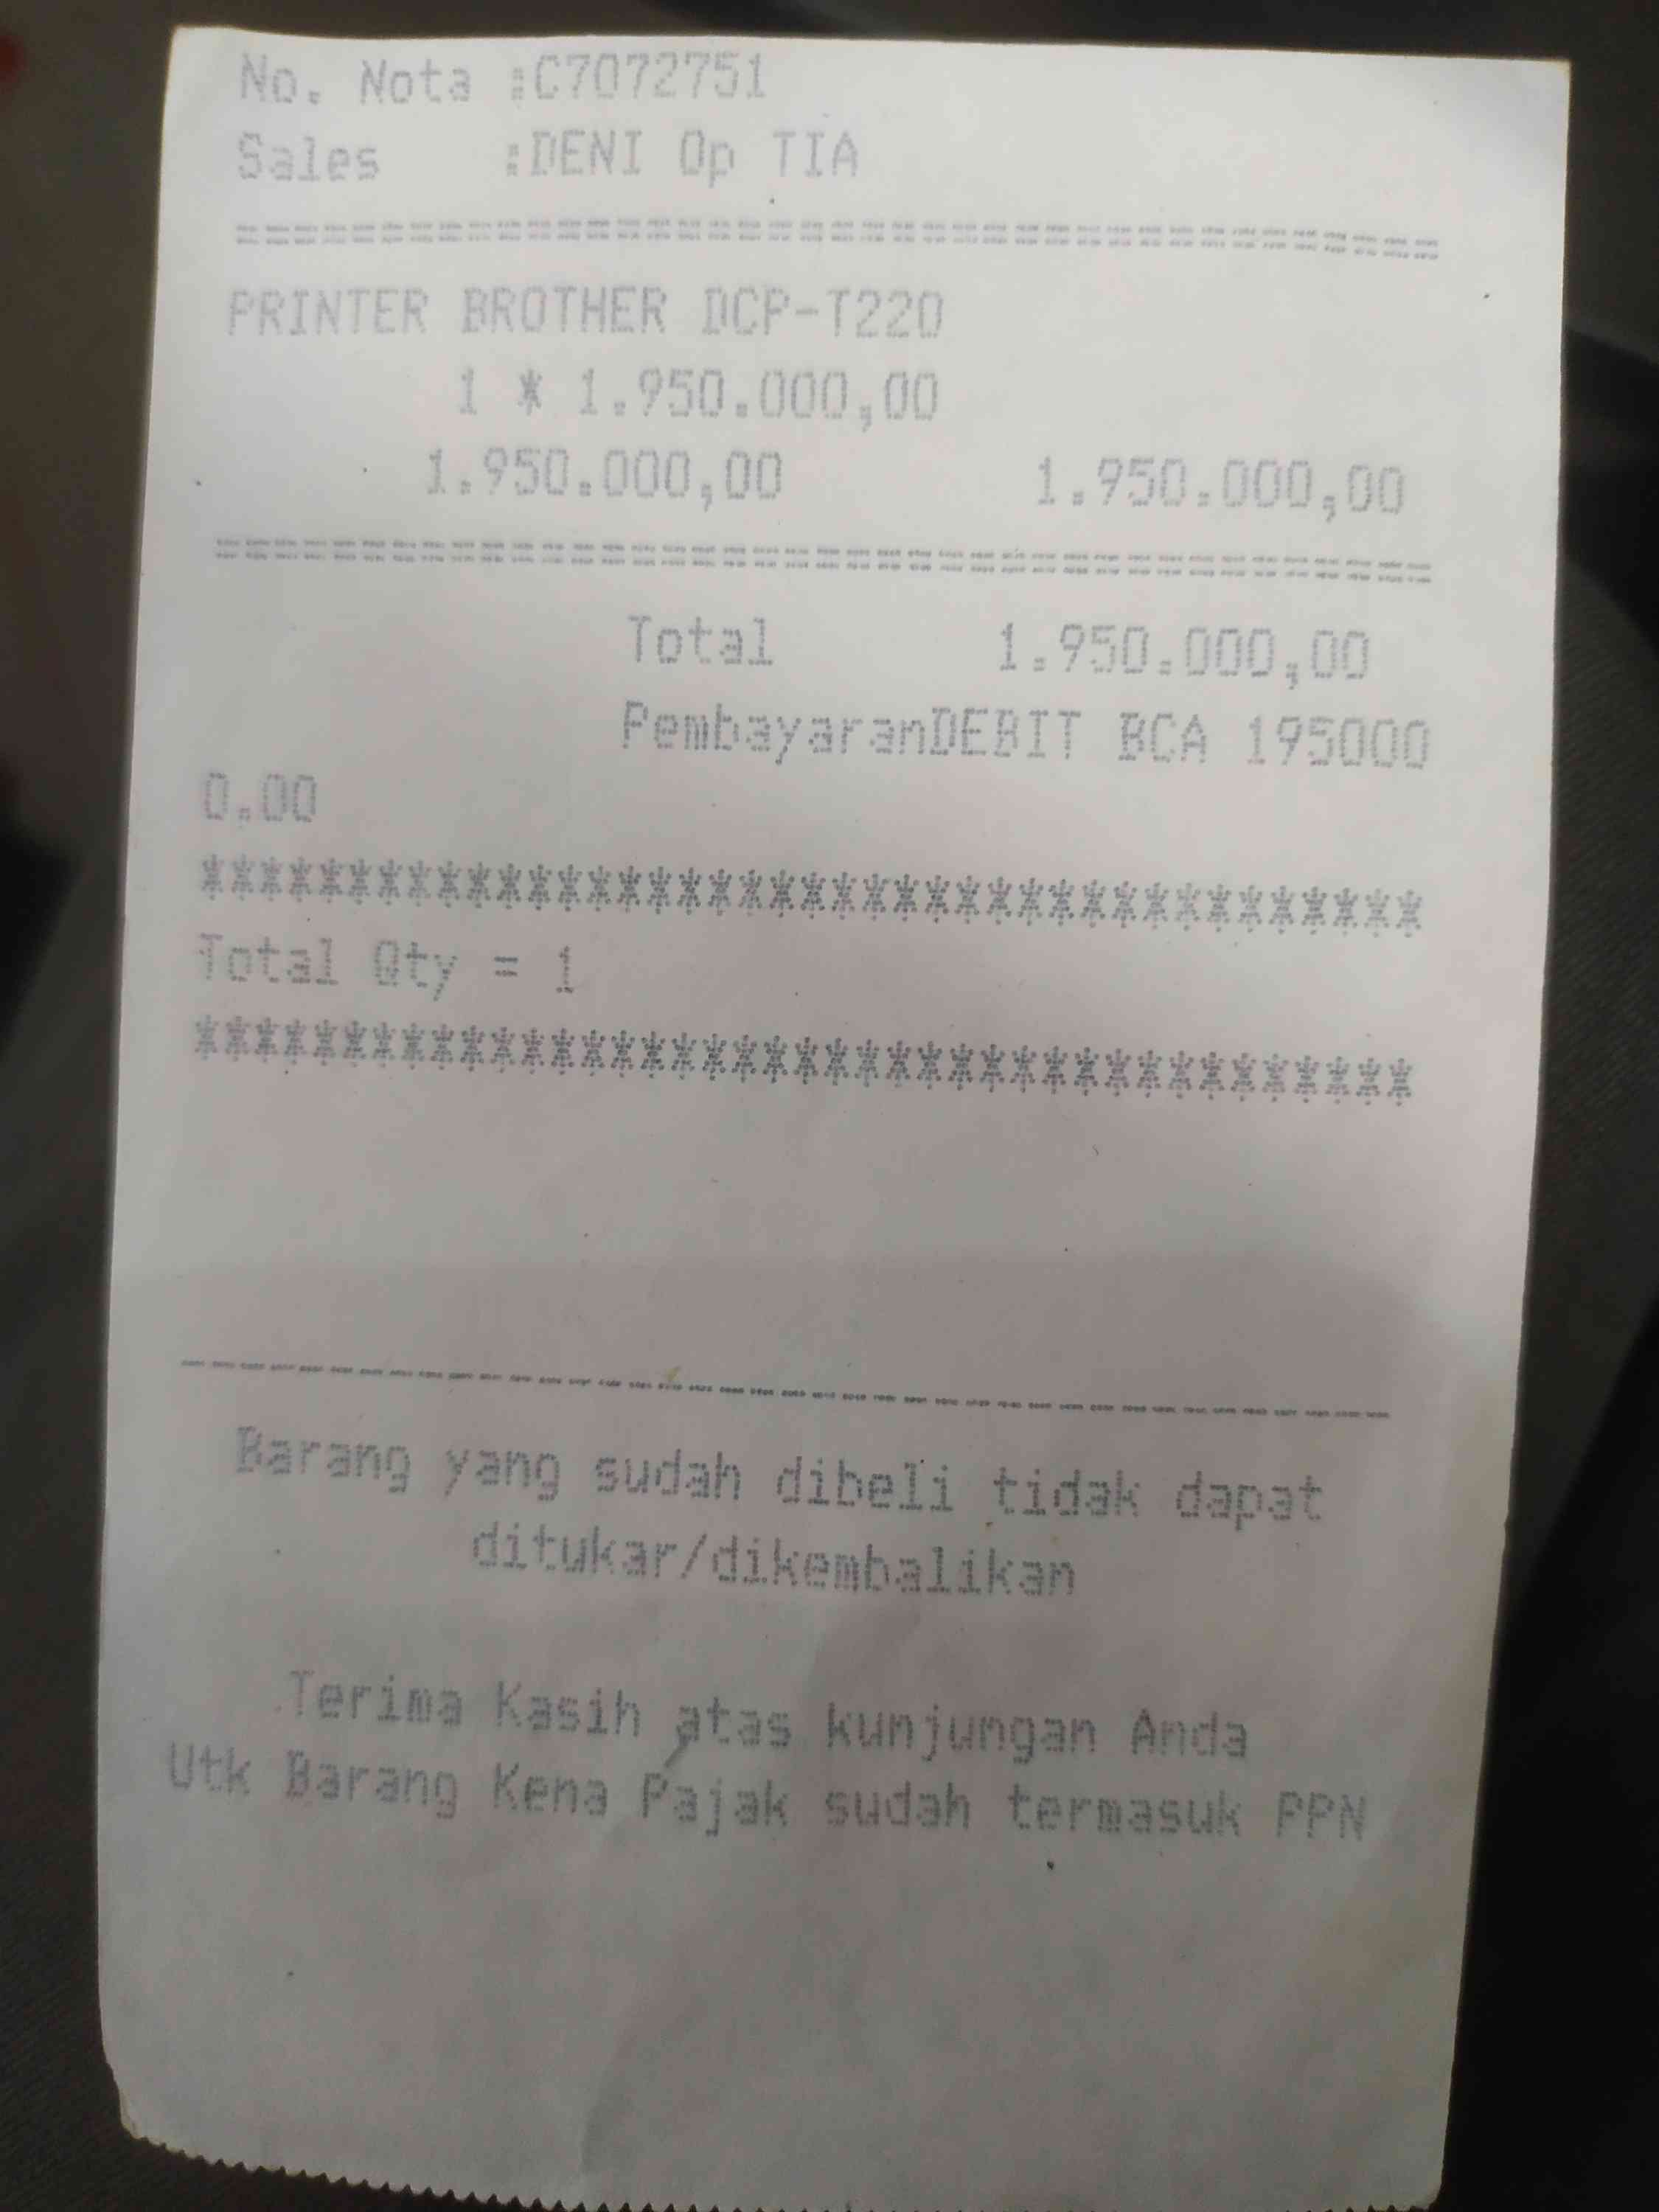 No. Nota :C7072751
Sales :DENI Op TIA
========================================
PRINTER BROTHER DCP-T220
1 * 1.950.000,00
1.950.000,00 1.950.000,00
========================================
Total 1.950.000,00
PembayaranDEBIT BCA 195000
0.00
****************************************
Total Qty = 1
****************************************
----------------------------------------
Barang yang sudah dibeli tidak dapat
ditukar/dikembalikan
Terima Kasih atas kunjungan Anda
Utk Barang Kena Pajak sudah termasuk PPN